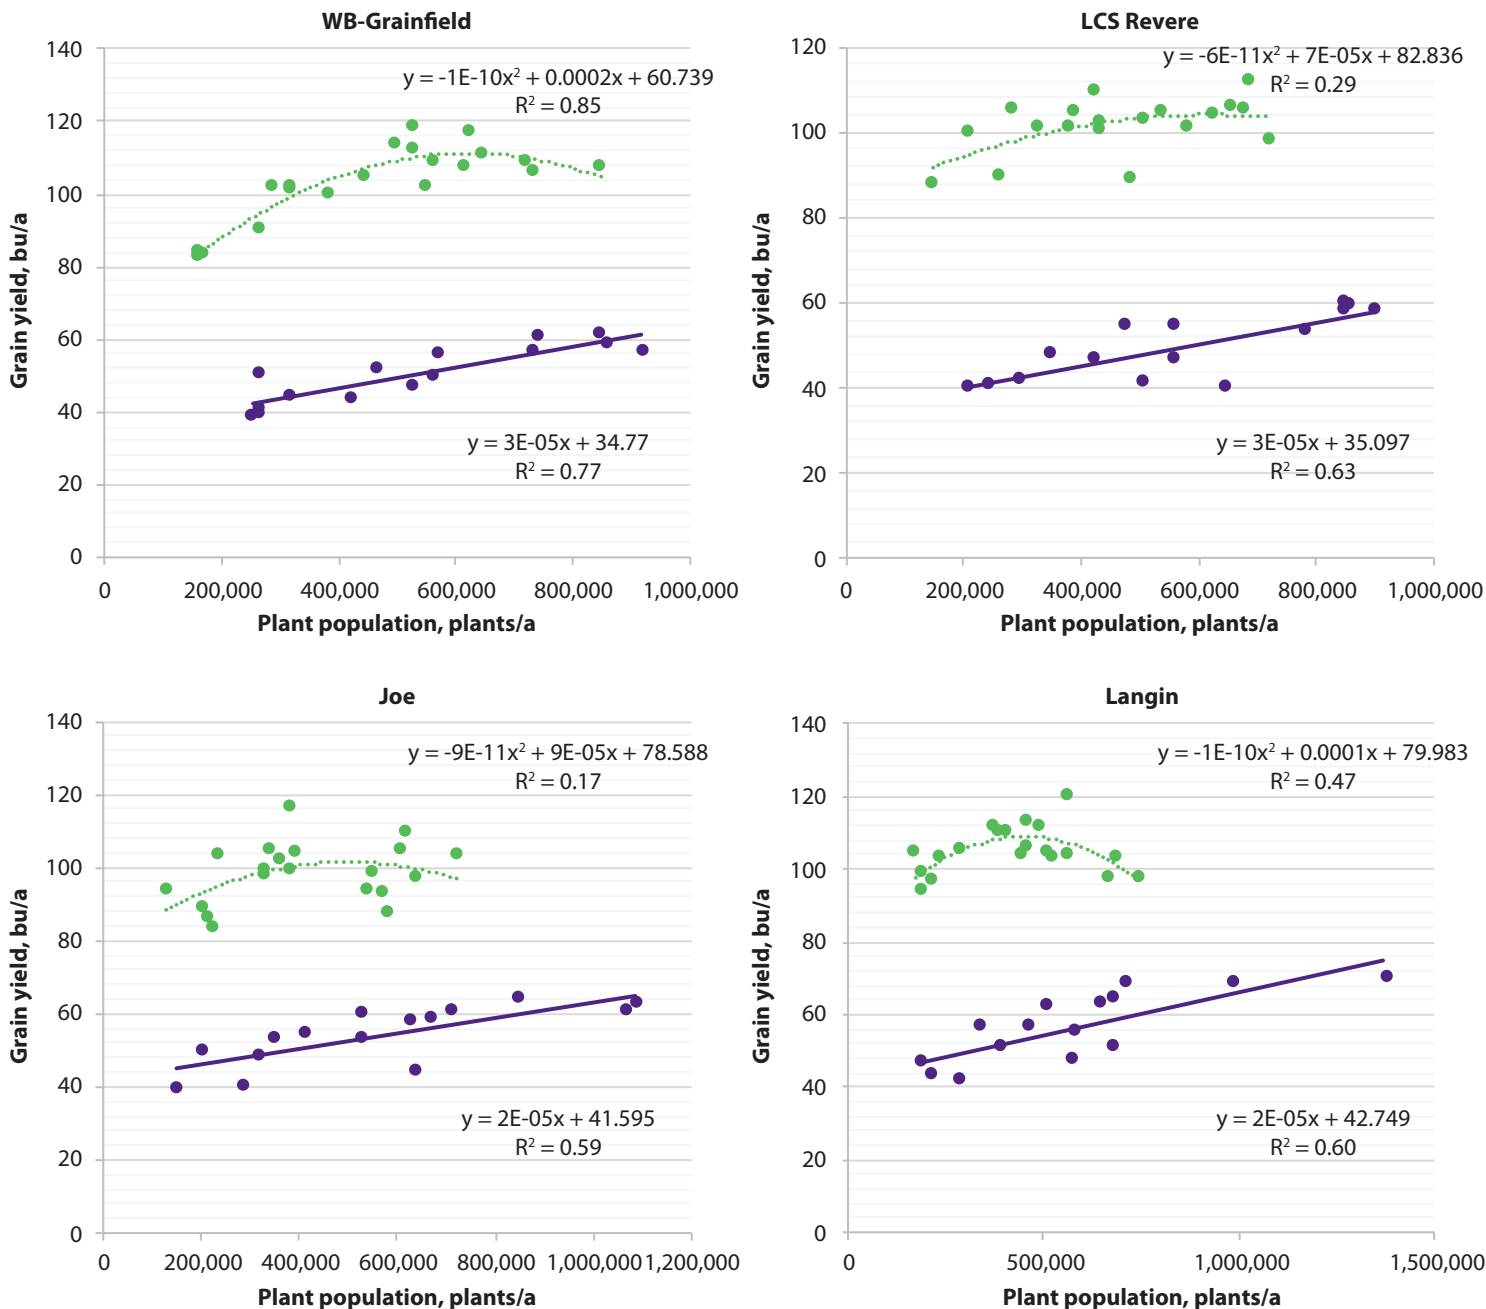 WB-Grainfield
140
120
100
80
60
40
20
0
Grain yield, bu/a
y = -1E-10x² + 0.0002x + 60.739
R² = 0.85
y = 3E-05x + 34.77
R² = 0.77
0 200,000 400,000 600,000 800,000 1,000,000
Plant population, plants/a
LCS Revere
120
100
80
60
40
20
0
Grain yield, bu/a
y = -6E-11x² + 7E-05x + 82.836
R² = 0.29
y = 3E-05x + 35.097
R² = 0.63
0 200,000 400,000 600,000 800,000 1,000,000
Plant population, plants/a
Joe
140
120
100
80
60
40
20
0
Grain yield, bu/a
y = -9E-11x² + 9E-05x + 78.588
R² = 0.17
y = 2E-05x + 41.595
R² = 0.59
0 200,000 400,000 600,000 800,000 1,000,000 1,200,000
Plant population, plants/a
Langin
140
120
100
80
60
40
20
0
Grain yield, bu/a
y = -1E-10x² + 0.0001x + 79.983
R² = 0.47
y = 2E-05x + 42.749
R² = 0.60
0 500,000 1,000,000 1,500,000
Plant population, plants/a